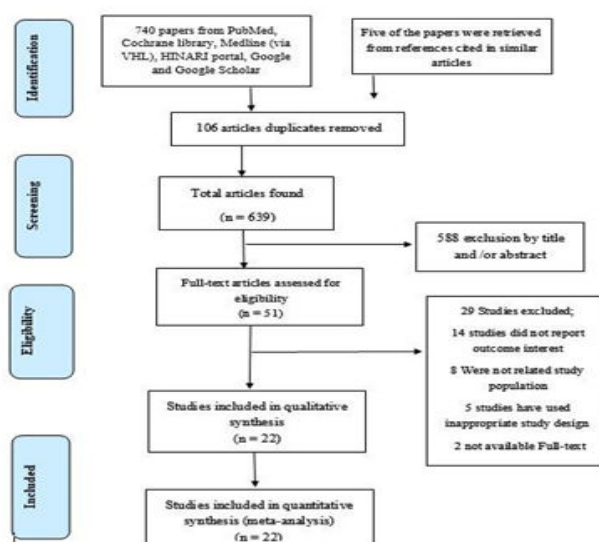 740 papers from PubMed,
Cochrane library, Medline (via
VHL), HINARI portal, Google
and Google Scholar
Five of the papers were retrieved
from references cited in similar
articles
Identification
106 articles duplicates removed
Screening
Total articles found
(n = 639)
588 exclusion by title
and /or abstract
Full-text articles assessed for
eligibility
(n = 51)
Eligibility
29 Studies excluded;
14 studies did not report
outcome interest
8 Were not related study
population
5 studies have used
inappropriate study design
2 not available Full-text
Studies included in qualitative
synthesis
(n = 22)
Included
Studies included in quantitative
synthesis (meta-analysis)
(n = 22)